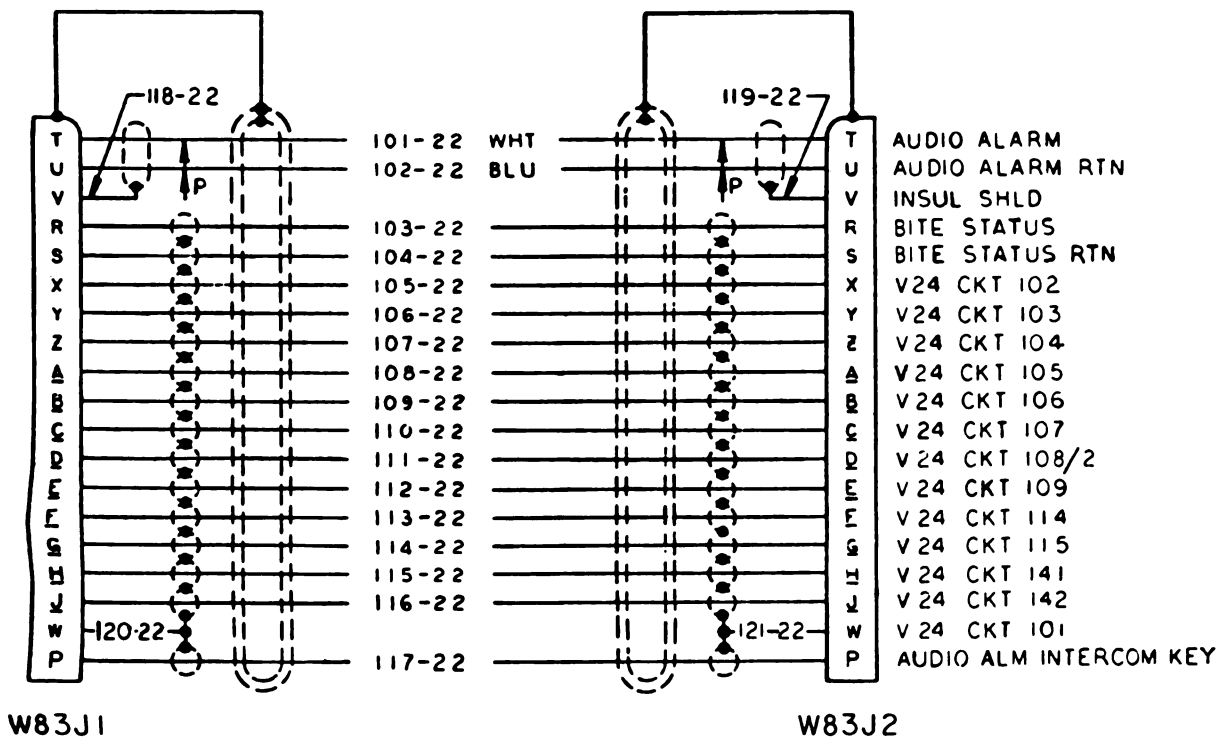 118-22 119-22
T 101-22 WHT T AUDIO ALARM
U 102-22 BLU U AUDIO ALARM RTN
V P P V INSUL SHLD
R 103-22 R BITE STATUS
S 104-22 S BITE STATUS RTN
X 105-22 X V24 CKT 102
Y 106-22 Y V24 CKT 103
Z 107-22 Z V24 CKT 104
A 108-22 A V24 CKT 105
B 109-22 B V24 CKT 106
C 110-22 C V24 CKT 107
D 111-22 D V24 CKT 108/2
E 112-22 E V24 CKT 109
F 113-22 F V24 CKT 114
G 114-22 G V24 CKT 115
H 115-22 H V24 CKT 141
J 116-22 J V24 CKT 142
W 120-22 121-22 W V24 CKT 101
P 117-22 P AUDIO ALM INTERCOM KEY
W83J1 W83J2